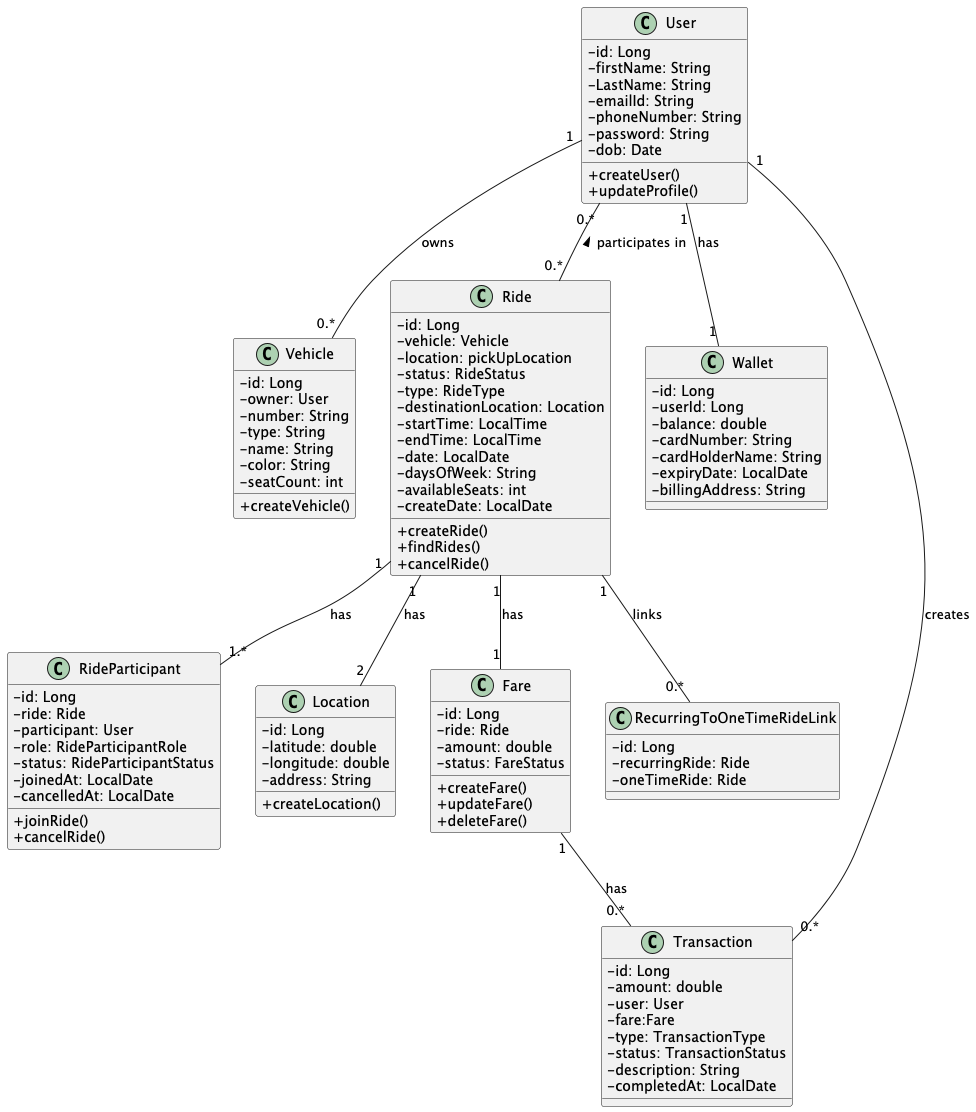 C User
-id: Long
-firstName: String
-LastName: String
-emailId: String
-phoneNumber: String
-password: String
-dob: Date
+createUser()
+updateProfile()
1
1
0.*
1
owns
participates in
has
0.*
0.*
1
C Ride
-id: Long
-vehicle: Vehicle
-location: pickUpLocation
-status: RideStatus
-type: RideType
-destinationLocation: Location
-startTime: LocalTime
-endTime: LocalTime
-date: LocalDate
-daysOfWeek: String
-availableSeats: int
-createDate: LocalDate
+createRide()
+findRides()
+cancelRide()
C Vehicle
-id: Long
-owner: User
-number: String
-type: String
-name: String
-color: String
-seatCount: int
+createVehicle()
C Wallet
-id: Long
-userId: Long
-balance: double
-cardNumber: String
-cardHolderName: String
-expiryDate: LocalDate
-billingAddress: String
1
1
1
1
has
has
has
links
creates
1.*
2
1
0.*
C RideParticipant
-id: Long
-ride: Ride
-participant: User
-role: RideParticipantRole
-status: RideParticipantStatus
-joinedAt: LocalDate
-cancelledAt: LocalDate
+joinRide()
+cancelRide()
C Location
-id: Long
-latitude: double
-longitude: double
-address: String
+createLocation()
C Fare
-id: Long
-ride: Ride
-amount: double
-status: FareStatus
+createFare()
+updateFare()
+deleteFare()
C RecurringToOneTimeRideLink
-id: Long
-recurringRide: Ride
-oneTimeRide: Ride
1
has
0.*
0.*
C Transaction
-id: Long
-amount: double
-user: User
-fare:Fare
-type: TransactionType
-status: TransactionStatus
-description: String
-completedAt: LocalDate